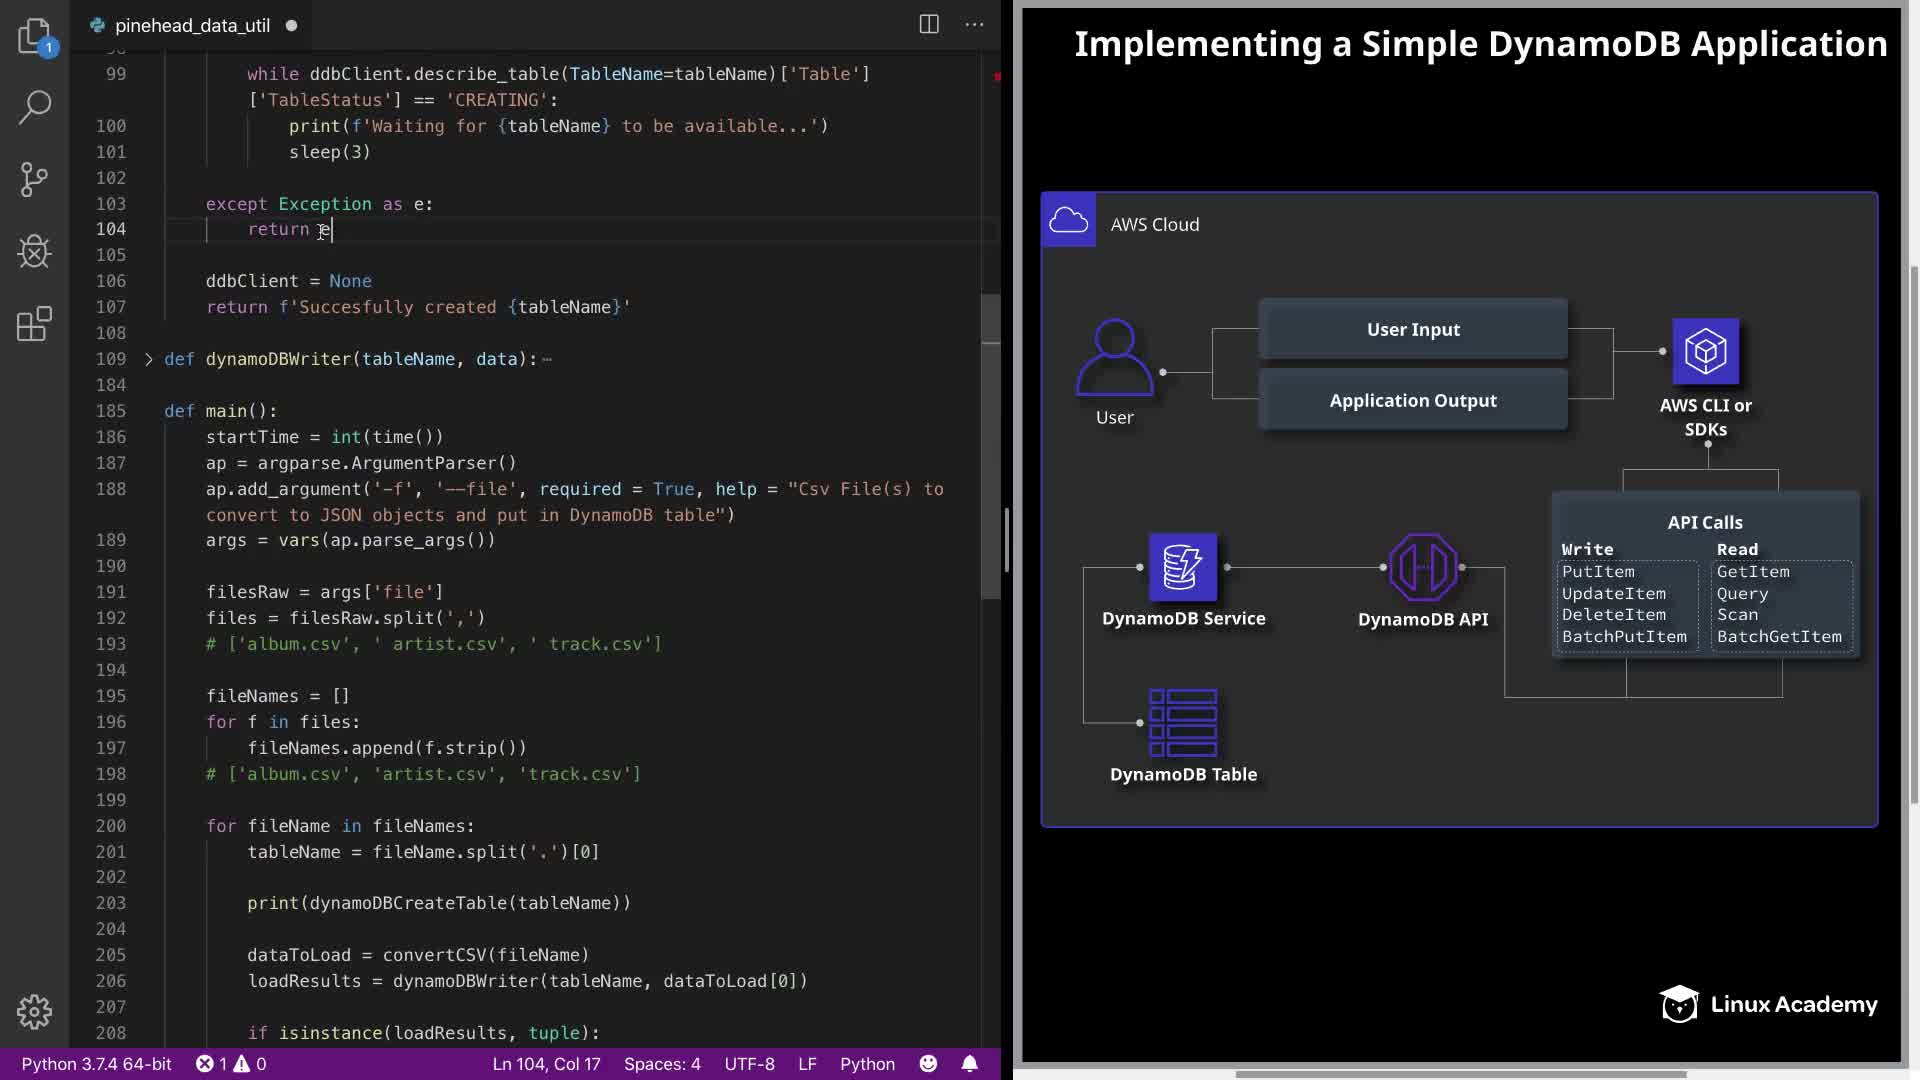 pinehead_data_util
1
99 while ddbClient.describe_table(TableName=tableName)['Table']
['TableStatus'] == 'CREATING':
100 print(f'Waiting for {tableName} to be available...')
101 sleep(3)
102
103 except Exception as e:
104 return e
105
106 ddbClient = None
107 return f'Succesfully created {tableName}'
108
109 def dynamoDBWriter(tableName, data):
184
185 def main():
186 startTime = int(time())
187 ap = argparse.ArgumentParser()
188 ap.add_argument('-f', '--file', required = True, help = "Csv File(s) to
convert to JSON objects and put in DynamoDB table")
189 args = vars(ap.parse_args())
190
191 filesRaw = args['file']
192 files = filesRaw.split(',')
193 # ['album.csv', ' artist.csv', ' track.csv']
194
195 fileNames = []
196 for f in files:
197 fileNames.append(f.strip())
198 # ['album.csv', 'artist.csv', 'track.csv']
199
200 for fileName in fileNames:
201 tableName = fileName.split('.')[0]
202
203 print(dynamoDBCreateTable(tableName))
204
205 dataToLoad = convertCSV(fileName)
206 loadResults = dynamoDBWriter(tableName, dataToLoad[0])
207
208 if isinstance(loadResults, tuple):
Python 3.7.4 64-bit 1 0 Ln 104, Col 17 Spaces: 4 UTF-8 LF Python
Implementing a Simple DynamoDB Application
AWS Cloud
User Input
Application Output
User
AWS CLI or
SDKs
API Calls
Write Read
PutItem GetItem
UpdateItem Query
DeleteItem Scan
BatchPutItem BatchGetItem
DynamoDB Service
DynamoDB API
DynamoDB Table
Linux Academy